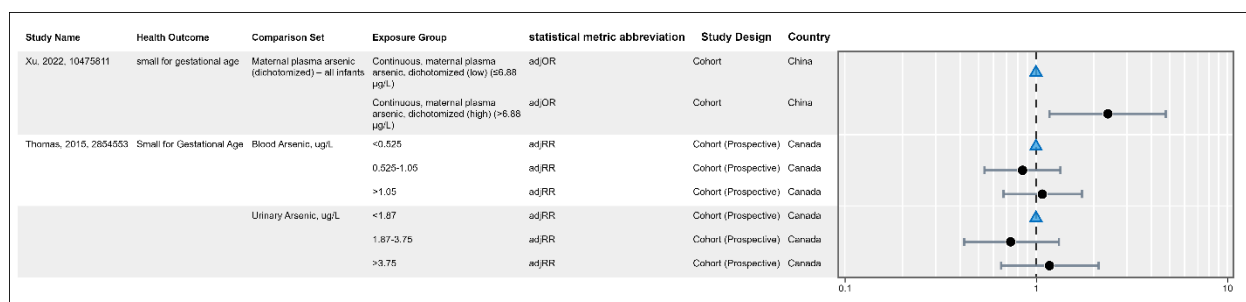 Study Name Health Outcome Comparison Set Exposure Group statistical metric abbreviation Study Design Country
Xu. 2022, 10475811 small for gestational age Maternal plasma arsenic (dichotomized) – all infants Continuous, maternal plasma arsenic, dichotomized (low) (≤6.88 µg/L) adjOR Cohort China
Continuous, maternal plasma arsenic, dichotomized (high) (>6.88 µg/L) adjOR Cohort China
Thomas, 2015, 2854553 Small for Gestational Age Blood Arsenic, ug/L <0.525 adjRR Cohort (Prospective) Canada
0.525-1.05 adjRR Cohort (Prospective) Canada
>1.05 adjRR Cohort (Prospective) Canada
Urinary Arsenic, ug/L <1.87 adjRR Cohort (Prospective) Canada
1.87-3.75 adjRR Cohort (Prospective) Canada
>3.75 adjRR Cohort (Prospective) Canada
0.1 1 10